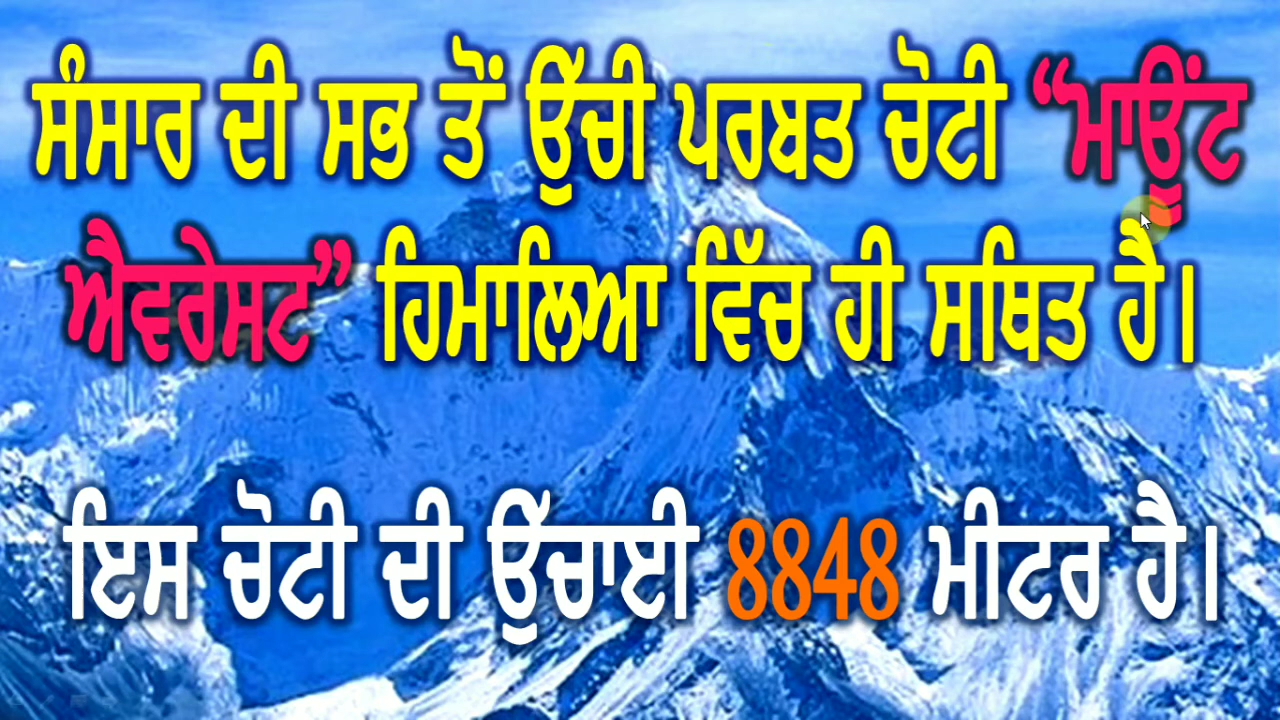 ਸੰਸਾਰ ਦੀ ਸਭ ਤੋਂ ਉੱਚੀ ਪਰਬਤ ਚੋਟੀ “ਮਾਊਂਟ
ਐਵਰੇਸਟ” ਹਿਮਾਲਿਆ ਵਿੱਚ ਹੀ ਸਥਿਤ ਹੈ।
ਇਸ ਚੋਟੀ ਦੀ ਉੱਚਾਈ 8848 ਮੀਟਰ ਹੈ।